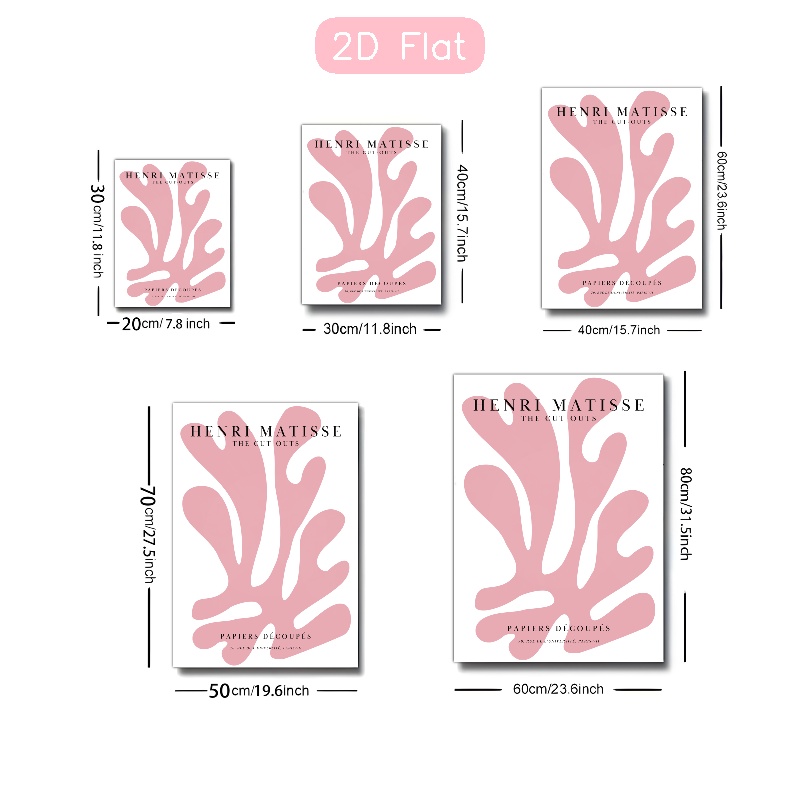 2D Flat
HENRI MATISSE
THE CUT-OUTS
PAPIERS DÉCOUPÉS
30cm/11.8 inch
20cm/7.8 inch
HENRI MATISSE
THE CUT-OUTS
PAPIERS DÉCOUPÉS
40cm/15.7inch
30cm/11.8inch
HENRI MATISSE
THE CUT-OUTS
PAPIERS DÉCOUPÉS
60cm/23.6inch
40cm/15.7inch
HENRI MATISSE
THE CUT OUTS
PAPIERS DÉCOUPÉS
70cm/27.5inch
50cm/19.6inch
HENRI MATISSE
THE CUT OUTS
PAPIERS DÉCOUPÉS
80cm/31.5inch
60cm/23.6inch